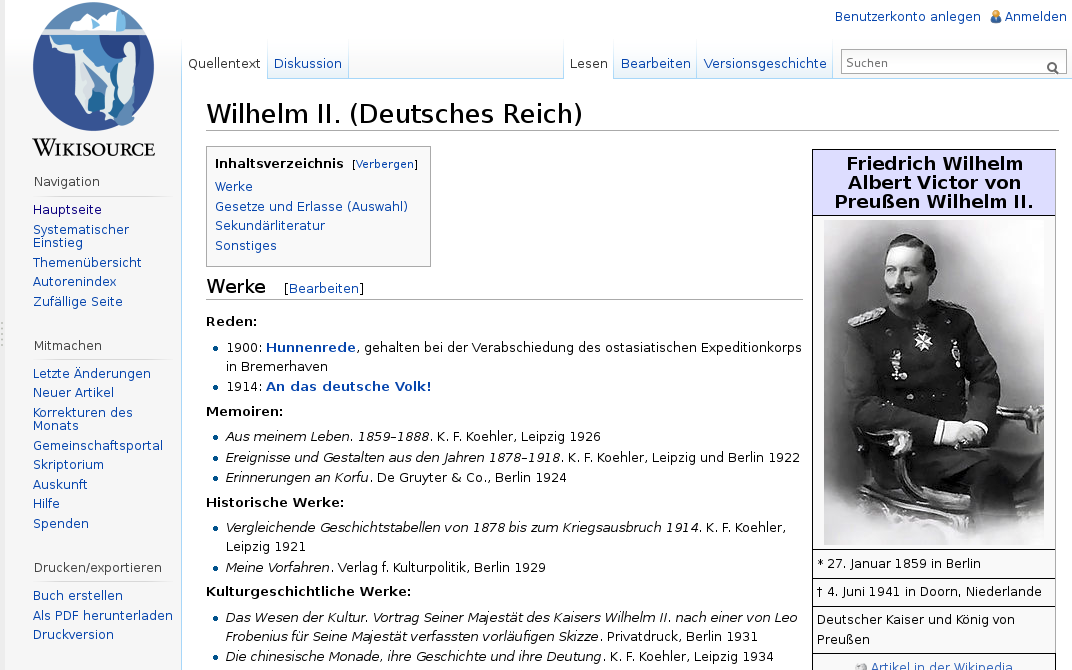 Benutzerkonto anlegen Anmelden
Quellentext Diskussion Lesen Bearbeiten Versionsgeschichte Suchen
WIKISOURCE
Navigation
Hauptseite
Systematischer
Einstieg
Themenübersicht
Autorenindex
Zufällige Seite
Mitmachen
Letzte Änderungen
Neuer Artikel
Korrekturen des
Monats
Gemeinschaftsportal
Skriptorium
Auskunft
Hilfe
Spenden
Drucken/exportieren
Buch erstellen
Als PDF herunterladen
Druckversion
Wilhelm II. (Deutsches Reich)
Inhaltsverzeichnis [Verbergen]
Werke
Gesetze und Erlasse (Auswahl)
Sekundärliteratur
Sonstiges
Werke [Bearbeiten]
Reden:
1900: Hunnenrede, gehalten bei der Verabschiedung des ostasiatischen Expeditionkorps
in Bremerhaven
1914: An das deutsche Volk!
Memoiren:
Aus meinem Leben. 1859–1888. K. F. Koehler, Leipzig 1926
Ereignisse und Gestalten aus den Jahren 1878–1918. K. F. Koehler, Leipzig und Berlin 1922
Erinnerungen an Korfu. De Gruyter & Co., Berlin 1924
Historische Werke:
Vergleichende Geschichtstabellen von 1878 bis zum Kriegsausbruch 1914. K. F. Koehler,
Leipzig 1921
Meine Vorfahren. Verlag f. Kulturpolitik, Berlin 1929
Kulturgeschichtliche Werke:
Das Wesen der Kultur. Vortrag Seiner Majestät des Kaisers Wilhelm II. nach einer von Leo
Frobenius für Seine Majestät verfassten vorläufigen Skizze. Privatdruck, Berlin 1931
Die chinesische Monade, ihre Geschichte und ihre Deutung. K. F. Koehler, Leipzig 1934
Friedrich Wilhelm
Albert Victor von
Preußen Wilhelm II.
* 27. Januar 1859 in Berlin
† 4. Juni 1941 in Doorn, Niederlande
Deutscher Kaiser und König von
Preußen
Artikel in der Wikipedia